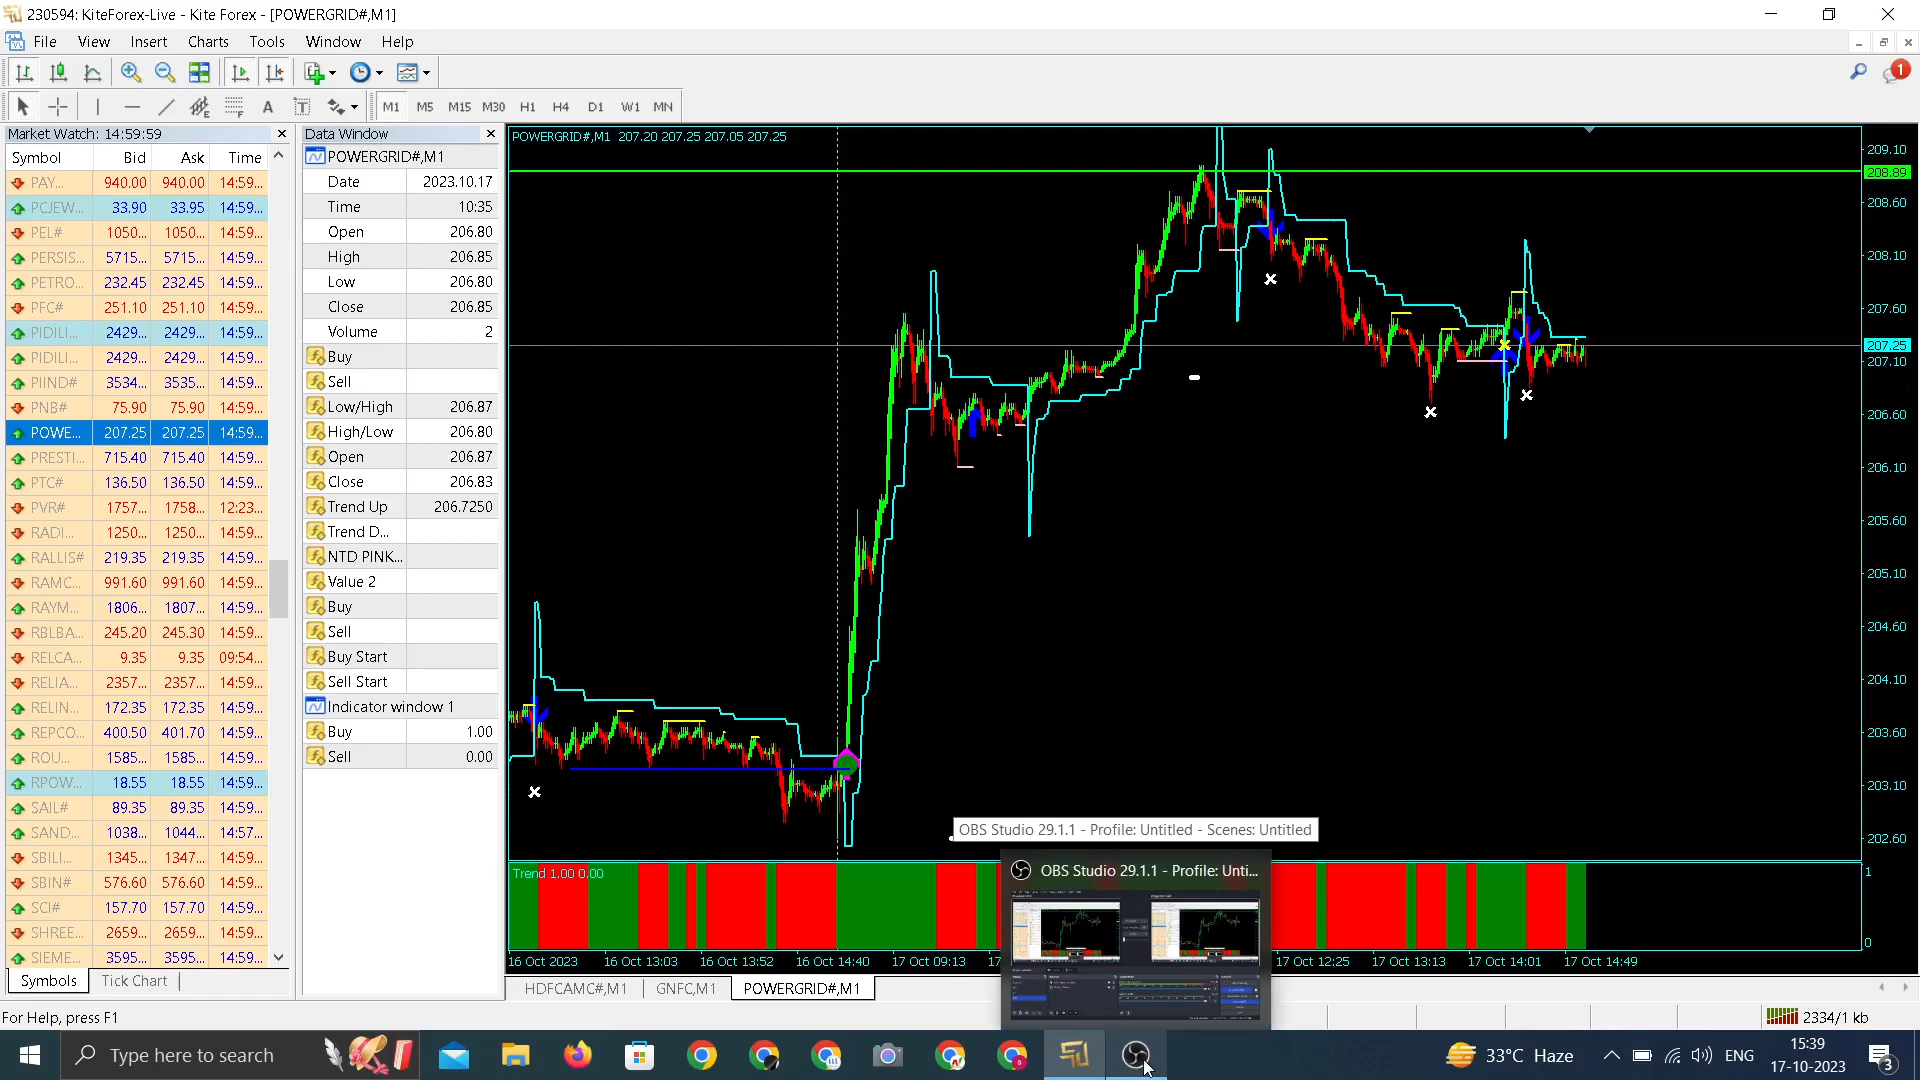 230594: KiteForex-Live - Kite Forex - [POWERGRID#,M1]
File View Insert Charts Tools Window Help
1
A T M1 M5 M15 M30 H1 H4 D1 W1 MN
Market Watch: 14:59:59
Symbol Bid Ask Time
PAY... 940.00 940.00 14:59...
PCJEW... 33.90 33.95 14:59...
PEL# 1050... 1050... 14:59...
PERSIS... 5715... 5715... 14:59...
PETRO... 232.45 232.45 14:59...
PFC# 251.10 251.10 14:59...
PIDILI... 2429... 2429... 14:59...
PIDILI... 2429... 2429... 14:59...
PIIND# 3534... 3535... 14:59...
PNB# 75.90 75.90 14:59...
POWE... 207.25 207.25 14:59...
PRESTI... 715.40 715.40 14:59...
PTC# 136.50 136.50 14:59...
PVR# 1757... 1758... 12:23...
RADI... 1250... 1250... 14:59...
RALLIS# 219.35 219.35 14:59...
RAMC... 991.60 991.60 14:59...
RAYM... 1806... 1807... 14:59...
RBLBA... 245.20 245.30 14:59...
RELCA... 9.35 9.35 09:54...
RELIA... 2357... 2357... 14:59...
RELIN... 172.35 172.35 14:59...
REPCO... 400.50 401.70 14:59...
ROU... 1585... 1585... 14:59...
RPOW... 18.55 18.55 14:59...
SAIL# 89.35 89.35 14:59...
SAND... 1038... 1044... 14:57...
SBILI... 1345... 1347... 14:59...
SBIN# 576.60 576.60 14:59...
SCI# 157.70 157.70 14:59...
SHREE... 2659... 2659... 14:59...
SIEME... 3595... 3595... 14:59...
Symbols Tick Chart
Data Window
POWERGRID#,M1
Date 2023.10.17
Time 10:35
Open 206.80
High 206.85
Low 206.80
Close 206.85
Volume 2
Buy
Sell
Low/High 206.87
High/Low 206.80
Open 206.87
Close 206.83
Trend Up 206.7250
Trend D...
NTD PINK...
Value 2
Buy
Sell
Buy Start
Sell Start
Indicator window 1
Buy 1.00
Sell 0.00
POWERGRID#,M1 207.20 207.25 207.05 207.25
209.10
208.89
208.60
208.10
207.60
207.25
207.10
206.60
206.10
205.60
205.10
204.60
204.10
203.60
203.10
202.60
OBS Studio 29.1.1 - Profile: Untitled - Scenes: Untitled
OBS Studio 29.1.1 - Profile: Unti...
Trend 1.00 0.00
1
0
16 Oct 2023 16 Oct 13:03 16 Oct 13:52 16 Oct 14:40 17 Oct 09:13 17 Oct 12:25 17 Oct 13:13 17 Oct 14:01 17 Oct 14:49
HDFCAMC#,M1 GNFC,M1 POWERGRID#,M1
For Help, press F1
2334/1 kb
Type here to search
33°C Haze
ENG
15:39
17-10-2023
3